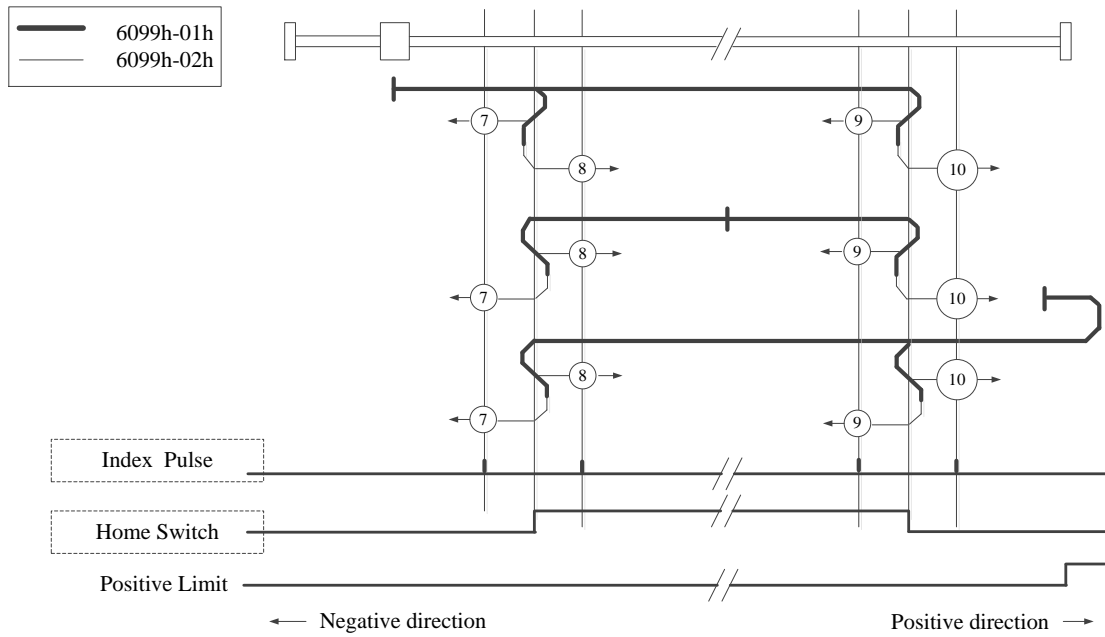 6099h-01h
6099h-02h
7
9
8
10
8
9
7
10
8
10
7
9
Index Pulse
Home Switch
Positive Limit
Negative direction
Positive direction